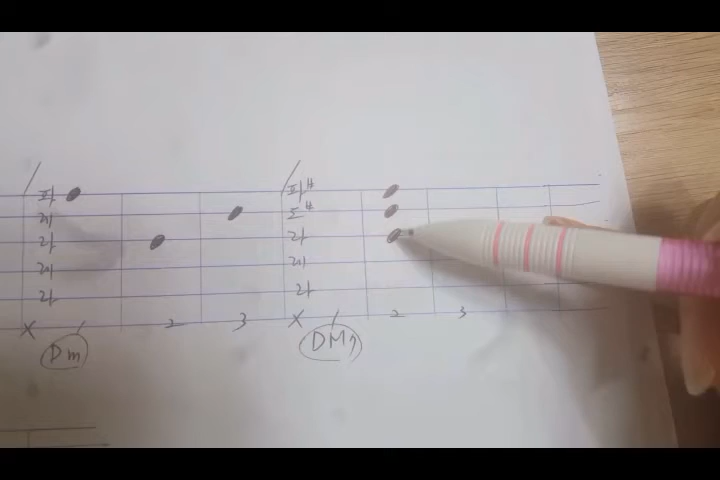 파 파#
레 도#
라 라
레 레
라 라
X 1 2 3 X 1 2 3
Dm DM7